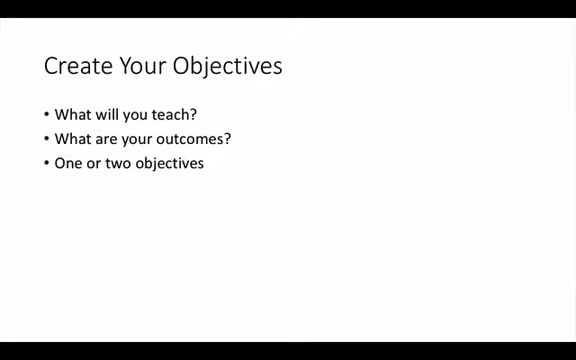 Create Your Objectives
• What will you teach?
• What are your outcomes?
• One or two objectives